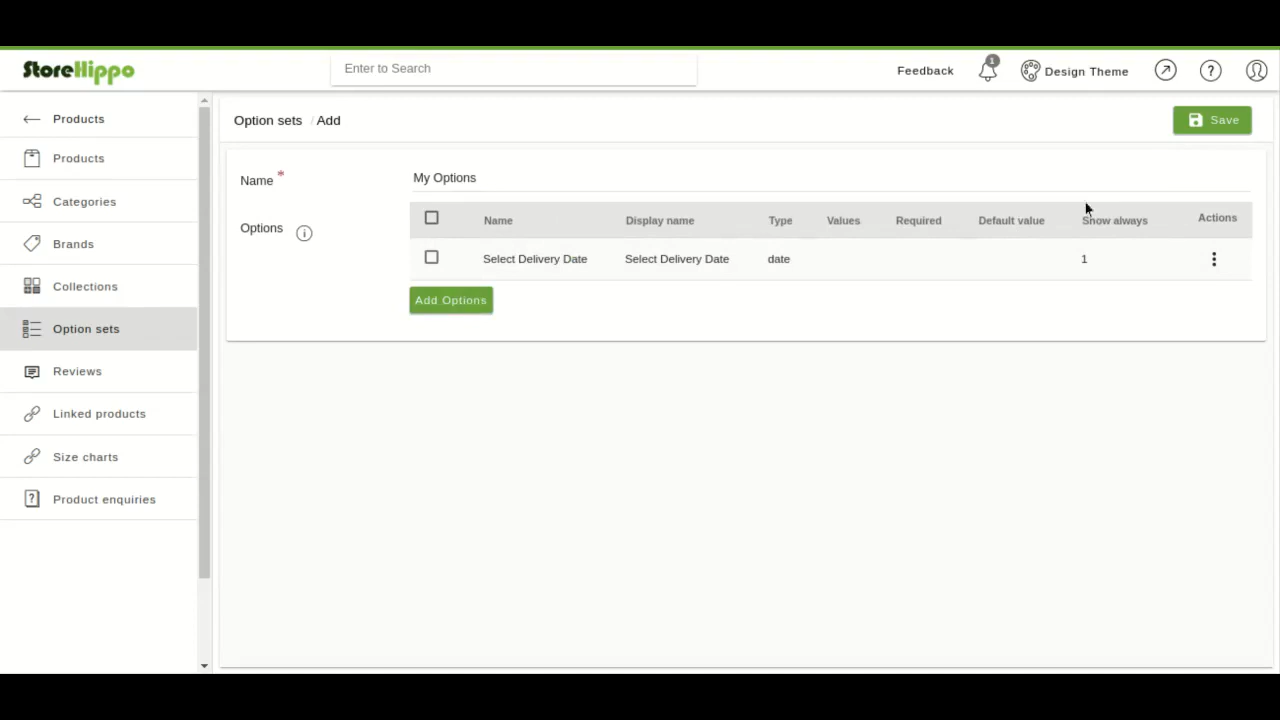 StoreHippo
Enter to Search
Feedback
1
Design Theme
?
Products
Products
Categories
Brands
Collections
Option sets
Reviews
Linked products
Size charts
Product enquiries
Option sets / Add
Save
Name *
My Options
Options i
Name Display name Type Values Required Default value Show always Actions
Select Delivery Date Select Delivery Date date 1
Add Options